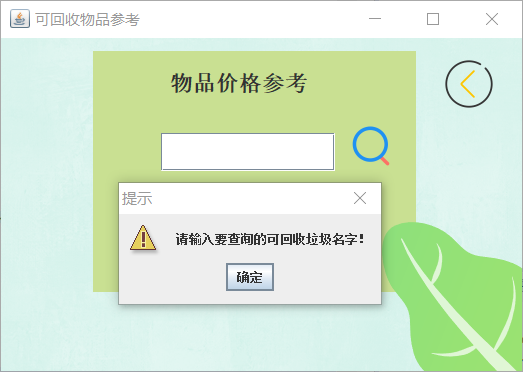 可回收物品参考
物品价格参考
提示
请输入要查询的可回收垃圾名字!
确定